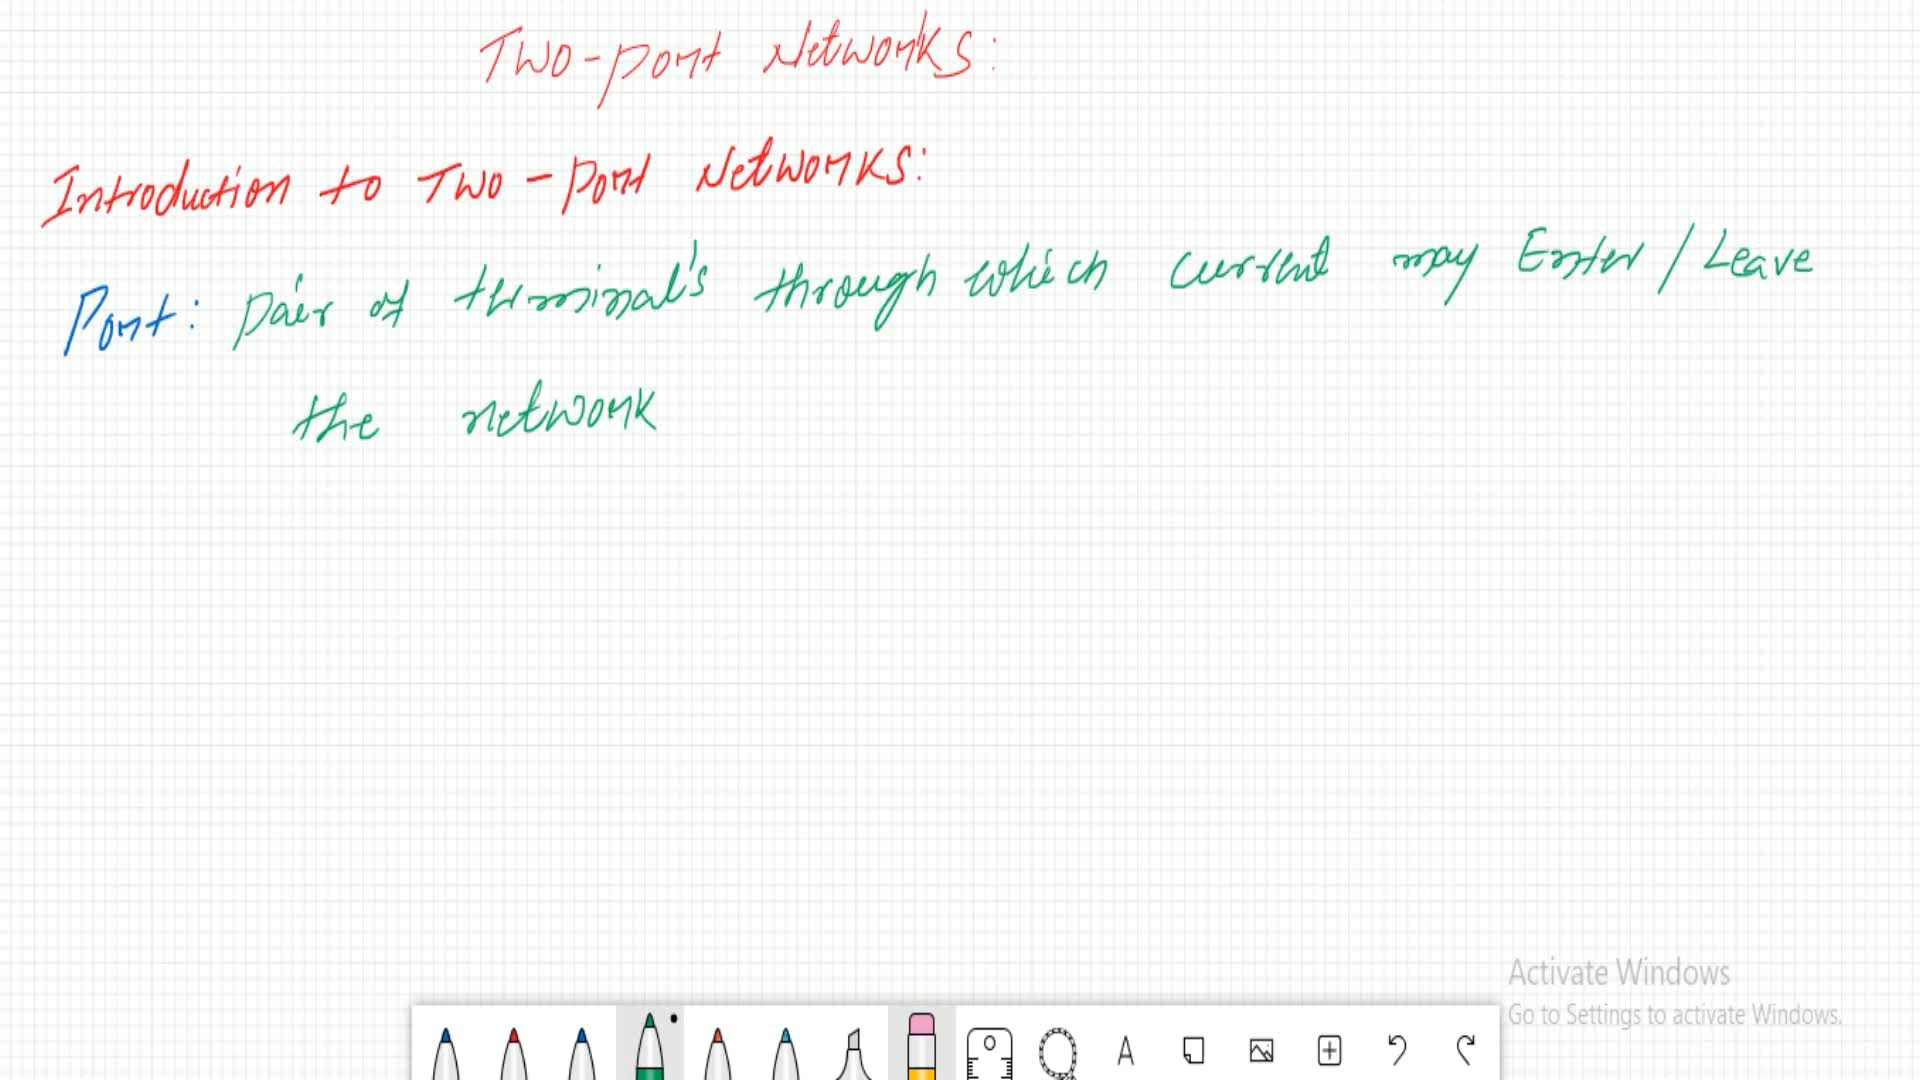 Two-port Networks:
Introduction to Two-Port Networks:
Port: Pair of terminal's through which current may Enter/Leave
the network
Activate Windows
Go to Settings to activate Windows.